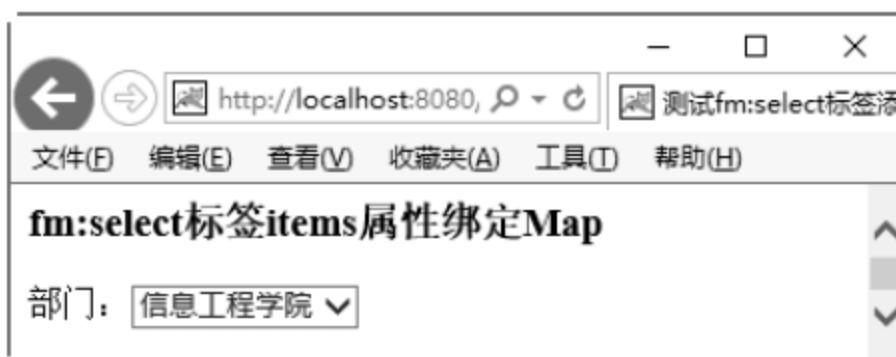 http://localhost:8080/
测试fm:select标签添
文件(F) 编辑(E) 查看(V) 收藏夹(A) 工具(T) 帮助(H)
fm:select标签items属性绑定Map
部门：信息工程学院